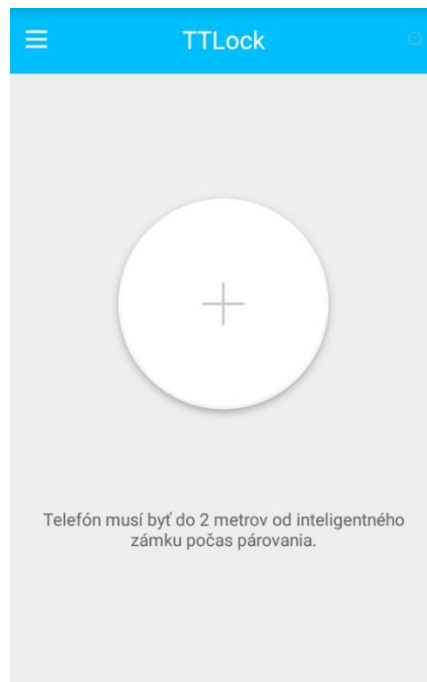 TTLock
Telefón musí byť do 2 metrov od inteligentného
zámku počas párovania.